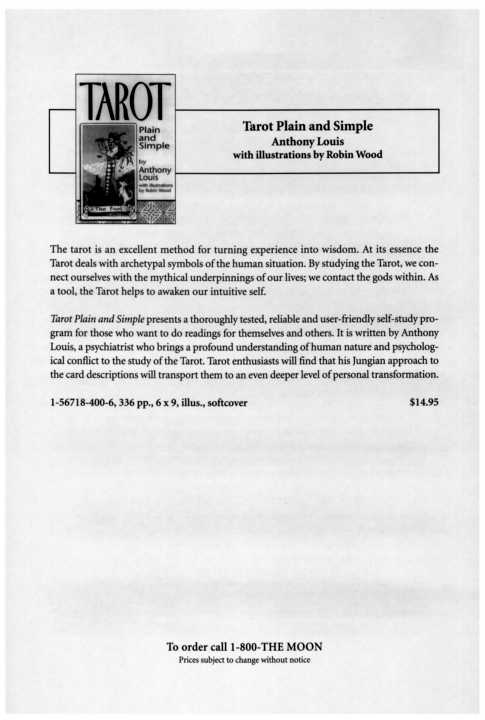 TAROT
Plain
and
Simple
by
Anthony
Louis
with illustrations
by Robin Wood
The Fool
Tarot Plain and Simple
Anthony Louis
with illustrations by Robin Wood
The tarot is an excellent method for turning experience into wisdom. At its essence the
Tarot deals with archetypal symbols of the human situation. By studying the Tarot, we con-
nect ourselves with the mythical underpinnings of our lives; we contact the gods within. As
a tool, the Tarot helps to awaken our intuitive self.
Tarot Plain and Simple presents a thoroughly tested, reliable and user-friendly self-study pro-
gram for those who want to do readings for themselves and others. It is written by Anthony
Louis, a psychiatrist who brings a profound understanding of human nature and psycholog-
ical conflict to the study of the Tarot. Tarot enthusiasts will find that his Jungian approach to
the card descriptions will transport them to an even deeper level of personal transformation.
1-56718-400-6, 336 pp., 6 x 9, illus., softcover $14.95
To order call 1-800-THE MOON
Prices subject to change without notice